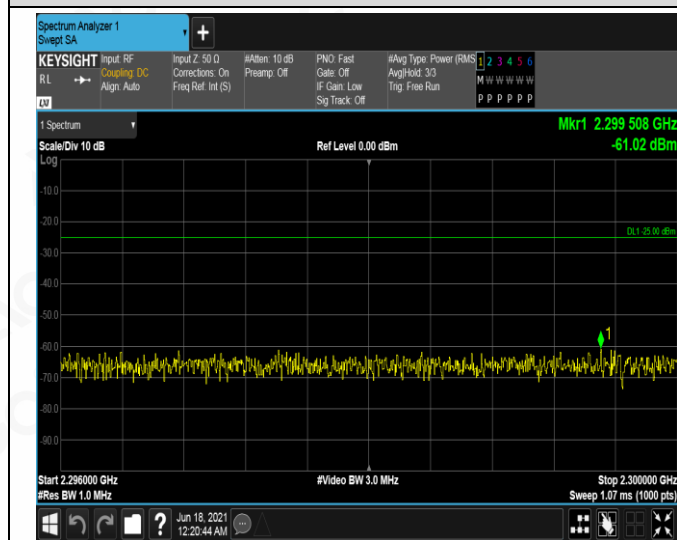 Spectrum Analyzer 1
Swept SA
+
KEYSIGHT Input: RF Input Z: 50 Ω #Atten: 10 dB PNO: Fast #Avg Type: Power (RMS 1 2 3 4 5 6
RL Coupling: DC Corrections: On Preamp: Off Gate: Off Avg|Hold: 3/3 M W W W W W
Align: Auto Freq Ref: Int (S) IF Gain: Low Trig: Free Run
Sig Track: Off P P P P P P
LXI
1 Spectrum
Mkr1 2.299 508 GHz
Scale/Div 10 dB Ref Level 0.00 dBm -61.02 dBm
Log
-10.0
-20.0
DL1 -25.00 dBm
-30.0
-40.0
-50.0
1
-60.0
-70.0
-80.0
-90.0
Start 2.296000 GHz #Video BW 3.0 MHz Stop 2.300000 GHz
#Res BW 1.0 MHz Sweep 1.07 ms (1000 pts)
? Jun 18, 2021
12:20:44 AM